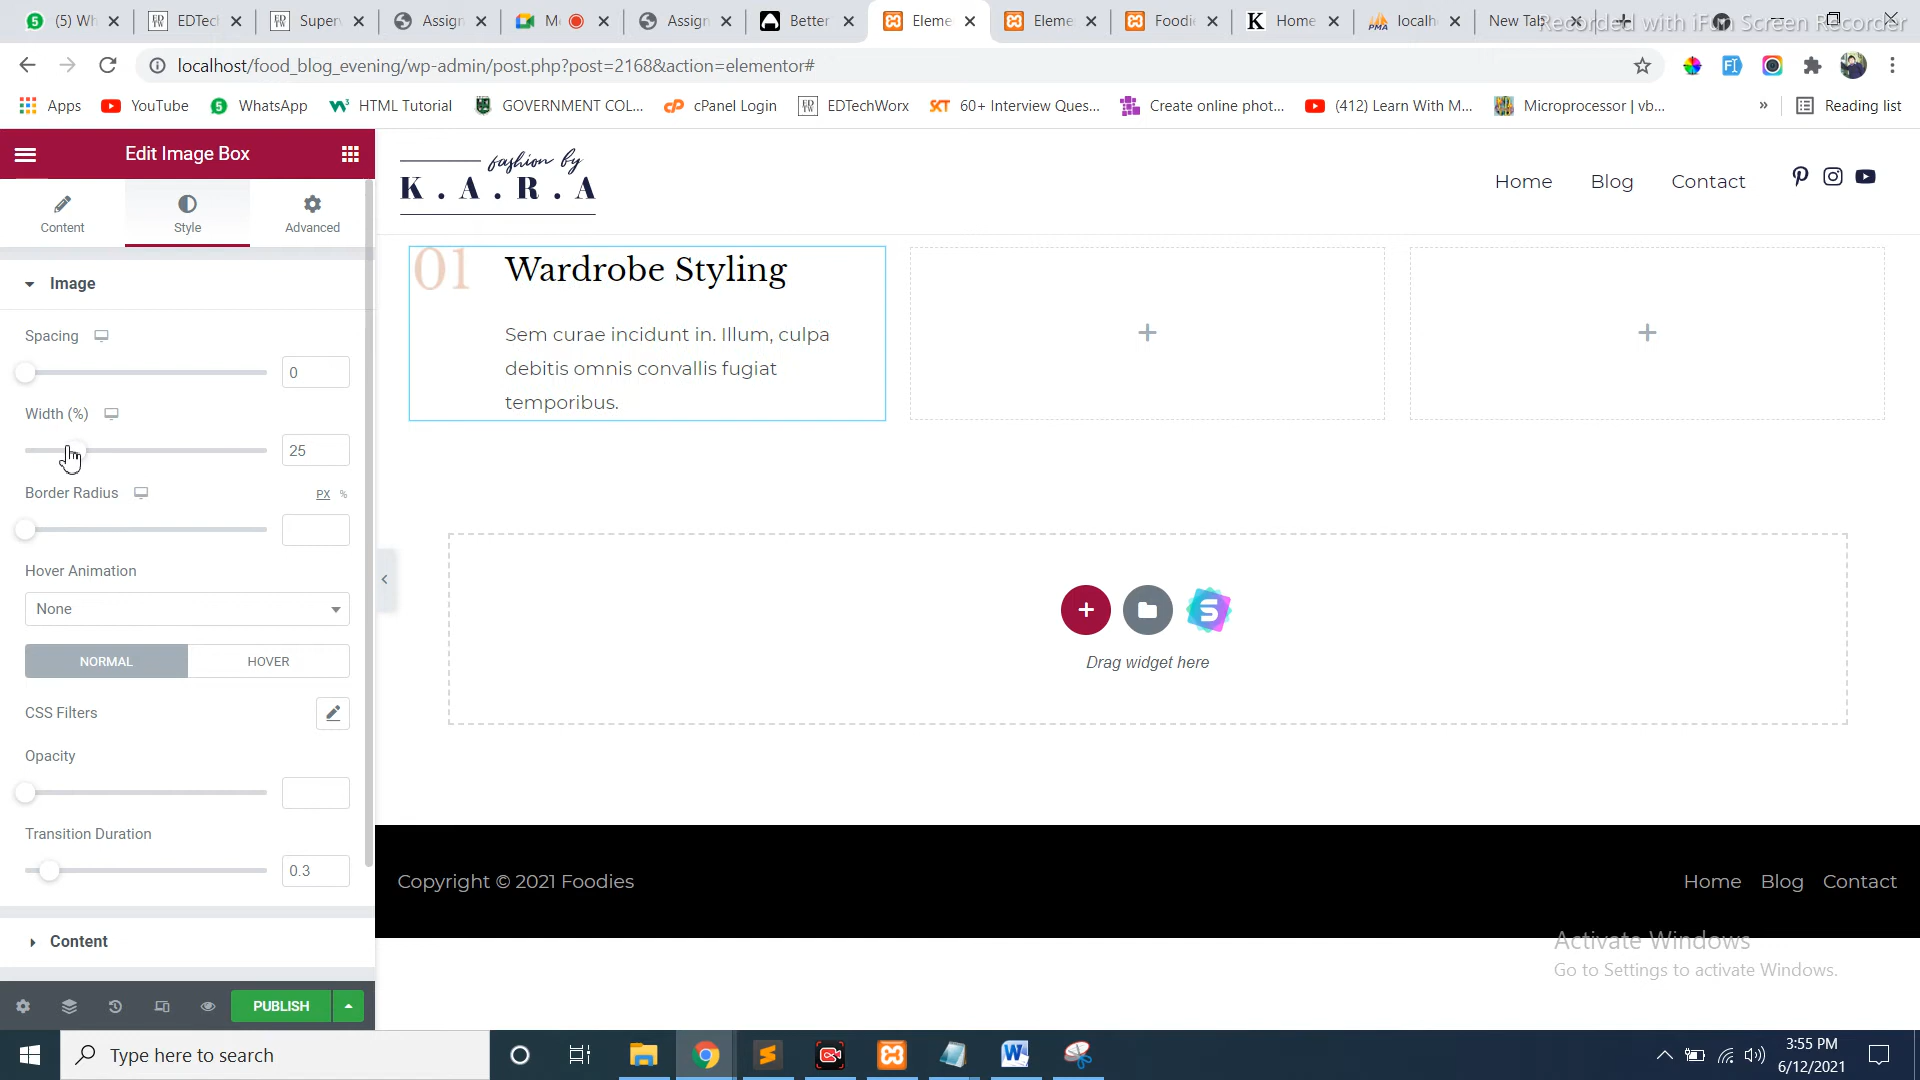 (5) Wh
EDTech
Superv
Assign
Me
Assign
Better
Eleme
Eleme
Foodie
Home
localh
New Tab
Recorded with iFun Screen Recorder
localhost/food_blog_evening/wp-admin/post.php?post=2168&action=elementor#
Apps
YouTube
WhatsApp
HTML Tutorial
GOVERNMENT COL...
cPanel Login
EDTechWorx
60+ Interview Ques...
Create online phot...
(412) Learn With M...
Microprocessor | vb...
»
Reading list
Edit Image Box
Content
Style
Advanced
Image
Spacing
0
Width (%)
25
Border Radius
PX %
Hover Animation
None
NORMAL
HOVER
CSS Filters
Opacity
Transition Duration
0.3
Content
PUBLISH
fashion by
K.A.R.A
Home
Blog
Contact
01
Wardrobe Styling
Sem curae incidunt in. Illum, culpa
debitis omnis convallis fugiat
temporibus.
Drag widget here
Copyright © 2021 Foodies
Home
Blog
Contact
Activate Windows
Go to Settings to activate Windows.
Type here to search
3:55 PM
6/12/2021